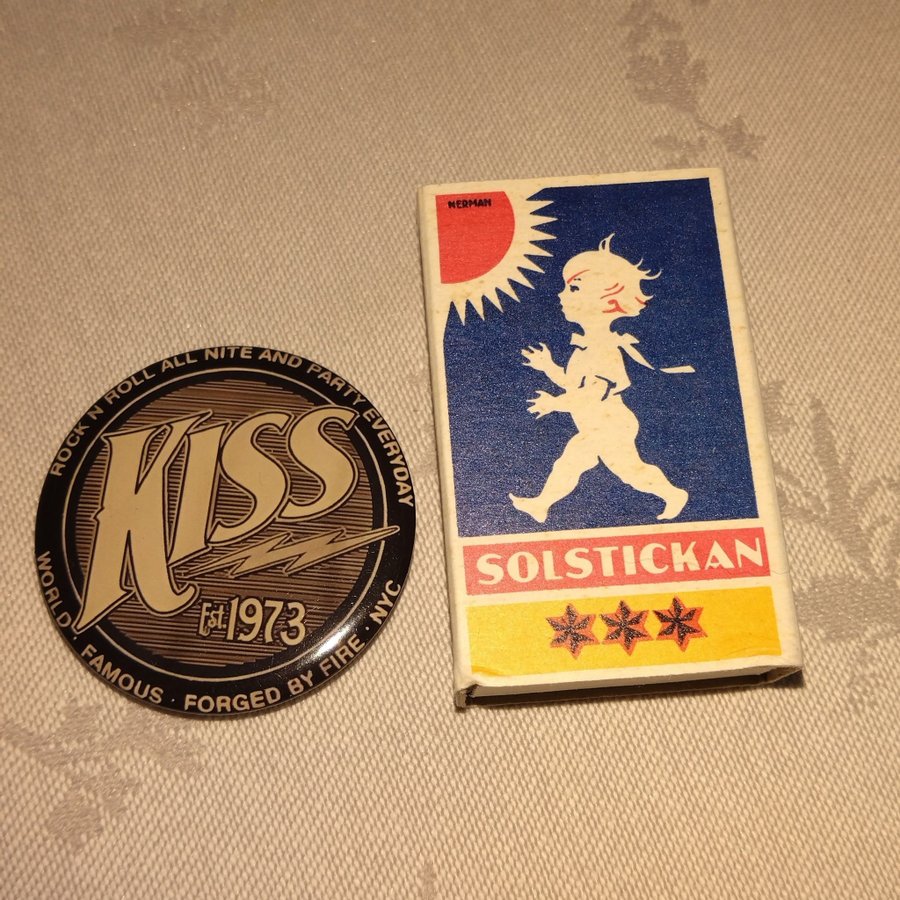 ROCK'N ROLL ALL NITE AND PARTY EVERYDAY
KISS
Est. 1973
WORLD FAMOUS · FORGED BY FIRE · NYC
NERMAN
SOLSTICKAN